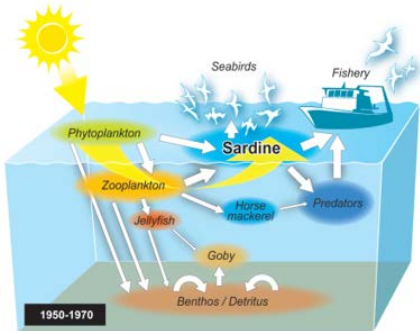 Seabirds
Fishery
Phytoplankton
Sardine
Zooplankton
Horse
mackerel
Predators
Jellyfish
Goby
Benthos / Detritus
1950-1970